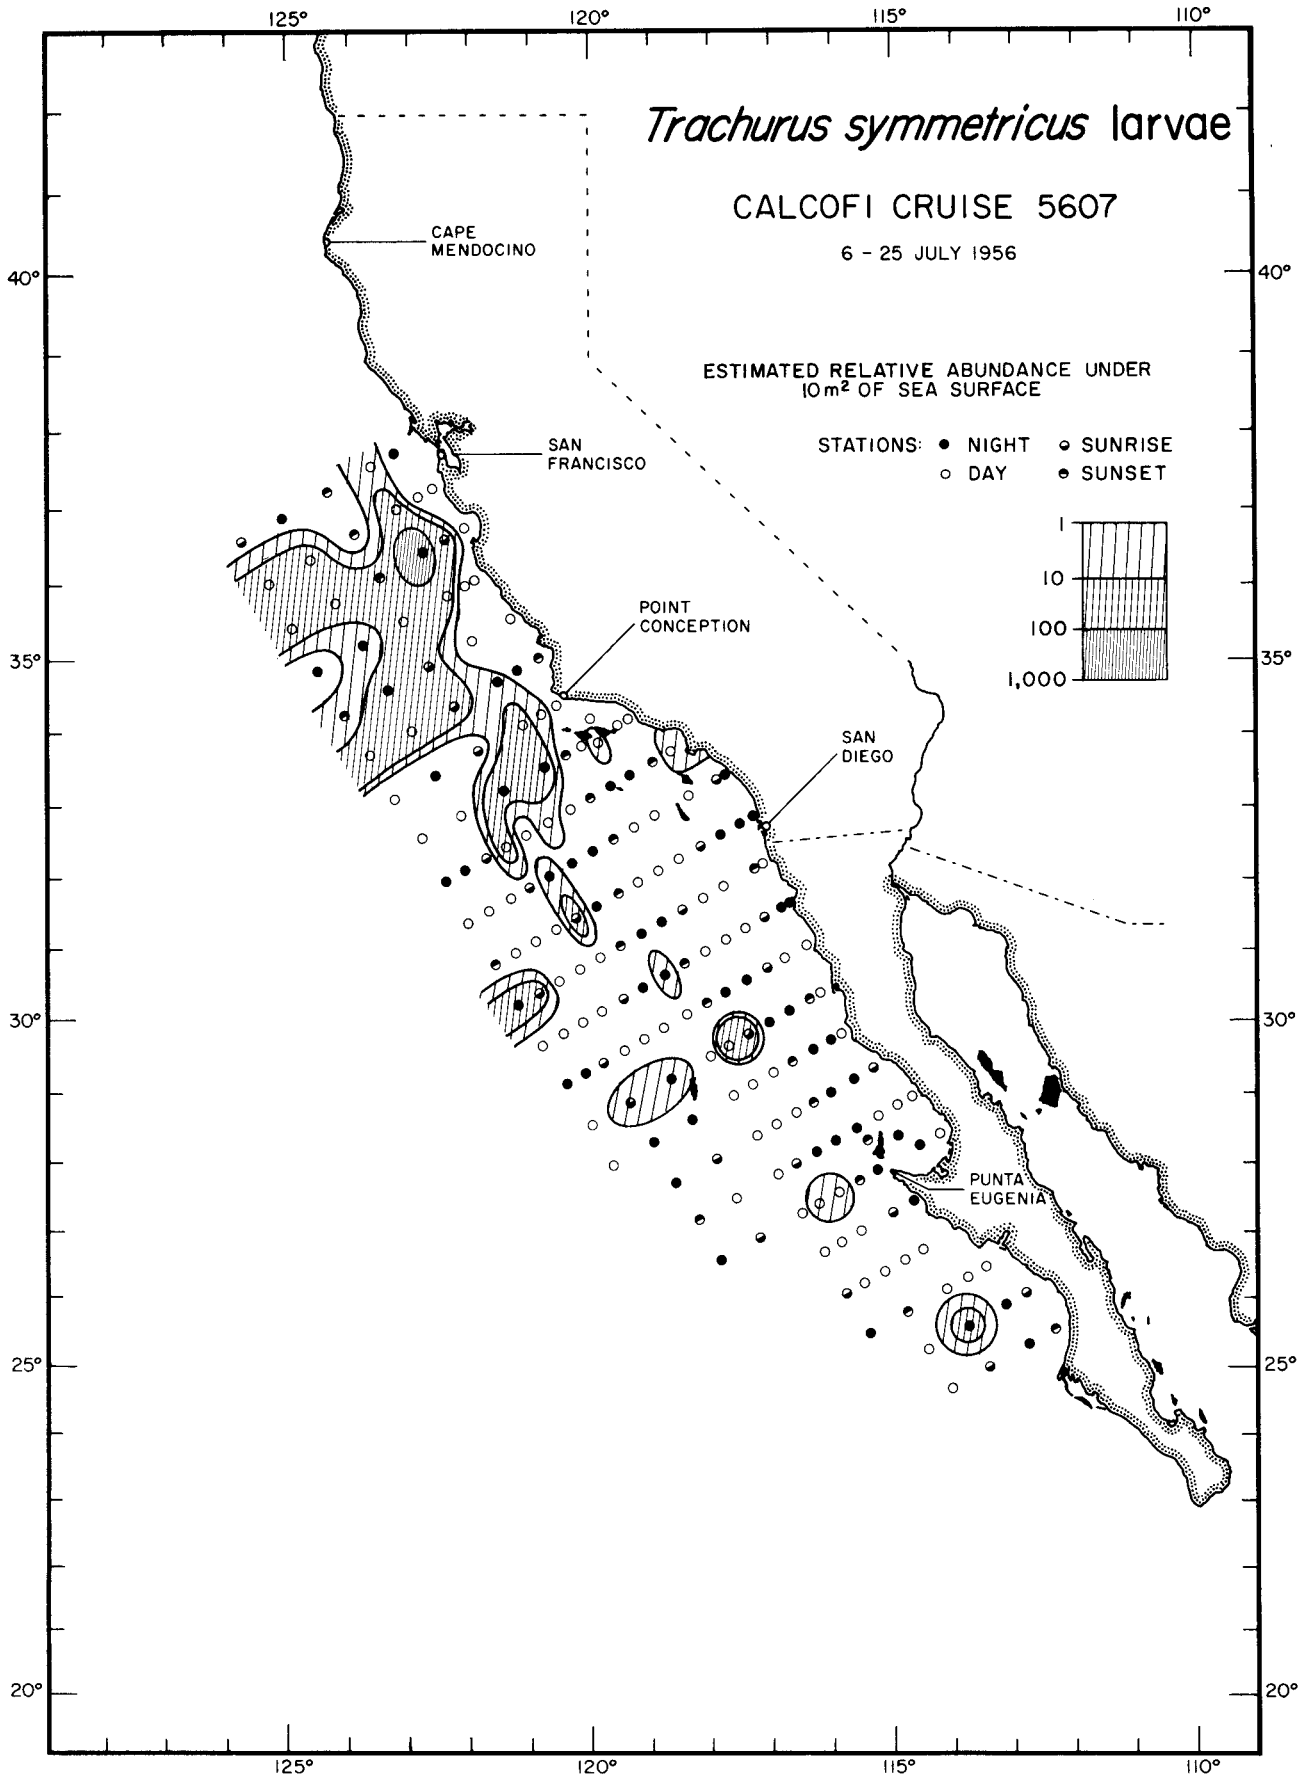 125° 120° 115° 110°
Trachurus symmetricus larvae
CALCOFI CRUISE 5607
6 - 25 JULY 1956
CAPE
MENDOCINO
40° 40°
ESTIMATED RELATIVE ABUNDANCE UNDER
10 m² OF SEA SURFACE
STATIONS: ● NIGHT SUNRISE
○ DAY SUNSET
SAN
FRANCISCO
1
10
100
1,000
POINT
CONCEPTION
35° 35°
SAN
DIEGO
30° 30°
PUNTA
EUGENIA
25° 25°
20° 20°
125° 120° 115° 110°